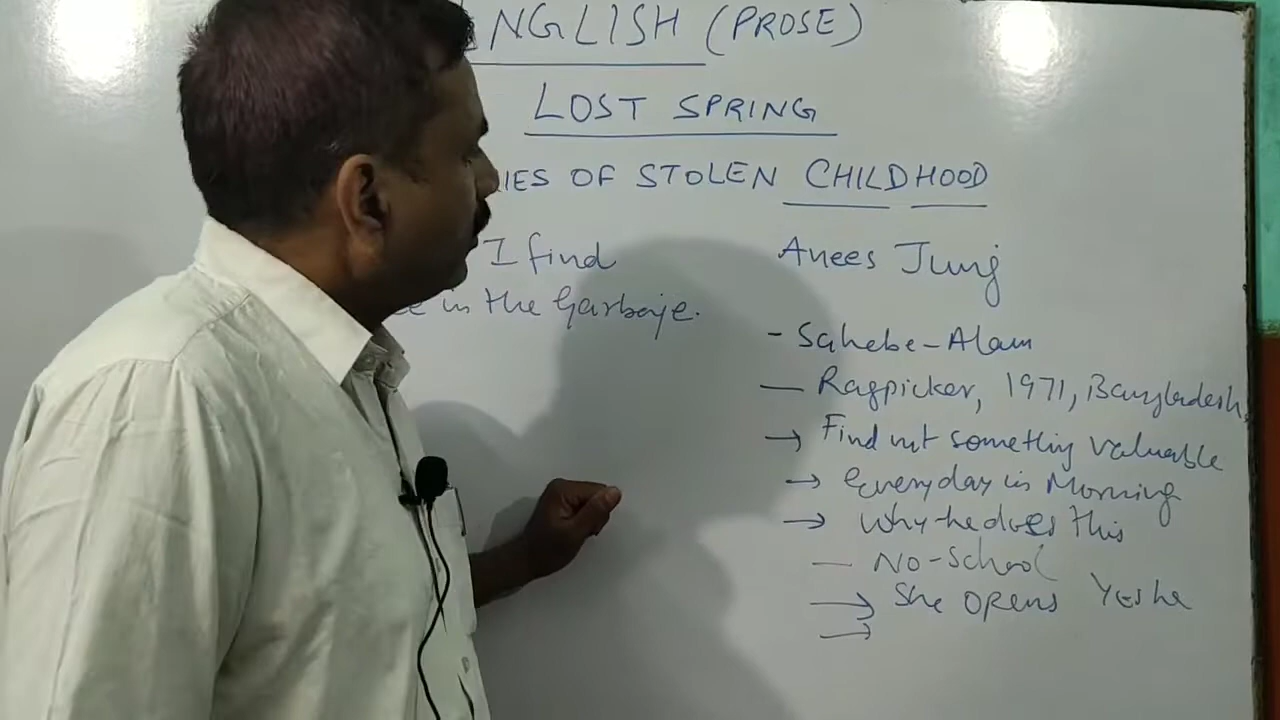 NGLISH (PROSE)
LOST SPRING
IES OF STOLEN CHILDHOOD
I find
e in the Garbage.
Anees Jung
- Sahebe-Alam
— Ragpicker, 1971, Bangladesh,
→ Find out something valuable
→ Everyday in Morning
→ Why he does this
— No-School
→ She opens Yes he
→